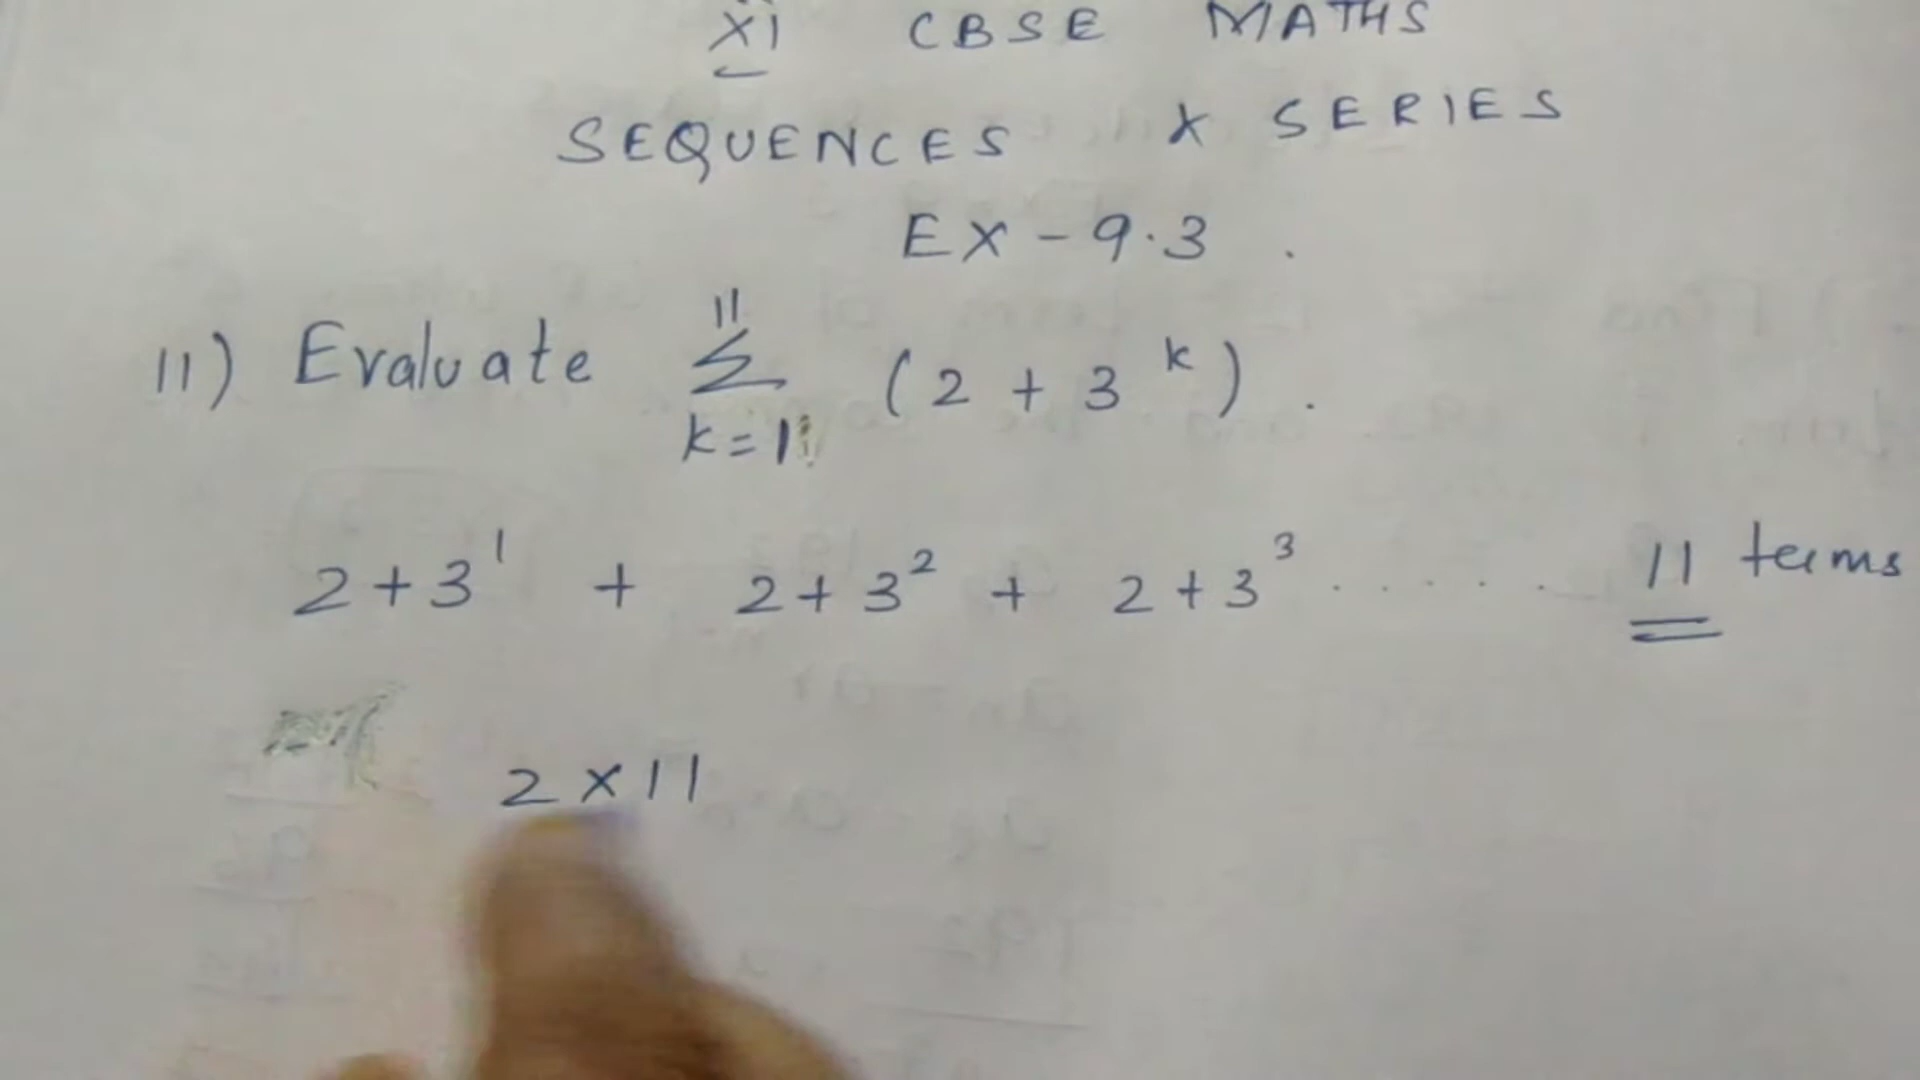 XI CBSE MATHS
SEQUENCES X SERIES
EX - 9.3 .
11) Evaluate 11 Σ k=1 (2 + 3^k) .
2+3^1 + 2+3^2 + 2+3^3 ...... 11 terms
2 x 11